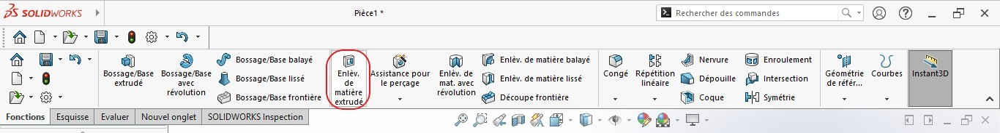 SOLIDWORKS
Pièce1 *
Rechercher des commandes
Bossage/Base
extrudé
Bossage/Base
avec
révolution
Bossage/Base balayé
Bossage/Base lissé
Bossage/Base frontière
Enlèv.
de
matière
extrudé
Assistance pour
le perçage
Enlèv. de
mat. avec
révolution
Enlèv. de matière balayé
Enlèv. de matière lissé
Découpe frontière
Congé
Répétition
linéaire
Nervure
Dépouille
Coque
Enroulement
Intersection
Symétrie
Géométrie
de référ...
Courbes
Instant3D
Fonctions
Esquisse
Evaluer
Nouvel onglet
SOLIDWORKS Inspection